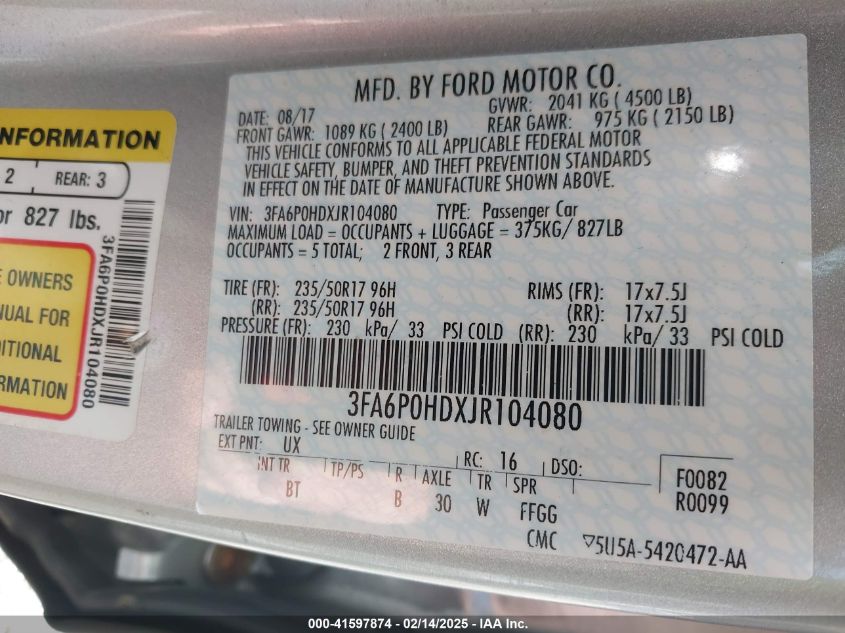 NFORMATION
2 REAR: 3
or 827 lbs.
E OWNERS
NUAL FOR
DITIONAL
RMATION
3FA6P0HDXJR104080
MFD. BY FORD MOTOR CO.
DATE: 08/17 GVWR: 2041 KG ( 4500 LB)
FRONT GAWR: 1089 KG ( 2400 LB) REAR GAWR: 975 KG ( 2150 LB)
THIS VEHICLE CONFORMS TO ALL APPLICABLE FEDERAL MOTOR
VEHICLE SAFETY, BUMPER, AND THEFT PREVENTION STANDARDS
IN EFFECT ON THE DATE OF MANUFACTURE SHOWN ABOVE.
VIN: 3FA6P0HDXJR104080 TYPE: Passenger Car
MAXIMUM LOAD = OCCUPANTS + LUGGAGE = 375KG/ 827LB
OCCUPANTS = 5 TOTAL; 2 FRONT, 3 REAR
TIRE (FR): 235/50R17 96H RIMS (FR): 17x7.5J
(RR): 235/50R17 96H (RR): 17x7.5J
PRESSURE (FR): 230 kPa/ 33 PSI COLD (RR): 230 kPa/ 33 PSI COLD
3FA6P0HDXJR104080
TRAILER TOWING - SEE OWNER GUIDE
EXT PNT: UX RC: 16 DSO: F0082
INT TR TP/PS R AXLE TR SPR R0099
BT B 30 W FFGG
CMC ▽5U5A-5420472-AA
000-41597874 - 02/14/2025 - IAA Inc.